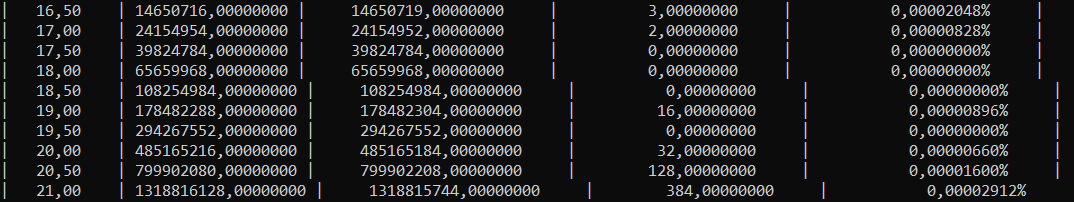 | 16,50 | 14650716,00000000 | 14650719,00000000 | 3,00000000 | 0,00002048% |
| 17,00 | 24154954,00000000 | 24154952,00000000 | 2,00000000 | 0,00000828% |
| 17,50 | 39824784,00000000 | 39824784,00000000 | 0,00000000 | 0,00000000% |
| 18,00 | 65659968,00000000 | 65659968,00000000 | 0,00000000 | 0,00000000% |
| 18,50 | 108254984,00000000 | 108254984,00000000 | 0,00000000 | 0,00000000% |
| 19,00 | 178482288,00000000 | 178482304,00000000 | 16,00000000 | 0,00000896% |
| 19,50 | 294267552,00000000 | 294267552,00000000 | 0,00000000 | 0,00000000% |
| 20,00 | 485165216,00000000 | 485165184,00000000 | 32,00000000 | 0,00000660% |
| 20,50 | 799902080,00000000 | 799902208,00000000 | 128,00000000 | 0,00001600% |
| 21,00 | 1318816128,00000000 | 1318815744,00000000 | 384,00000000 | 0,00002912%